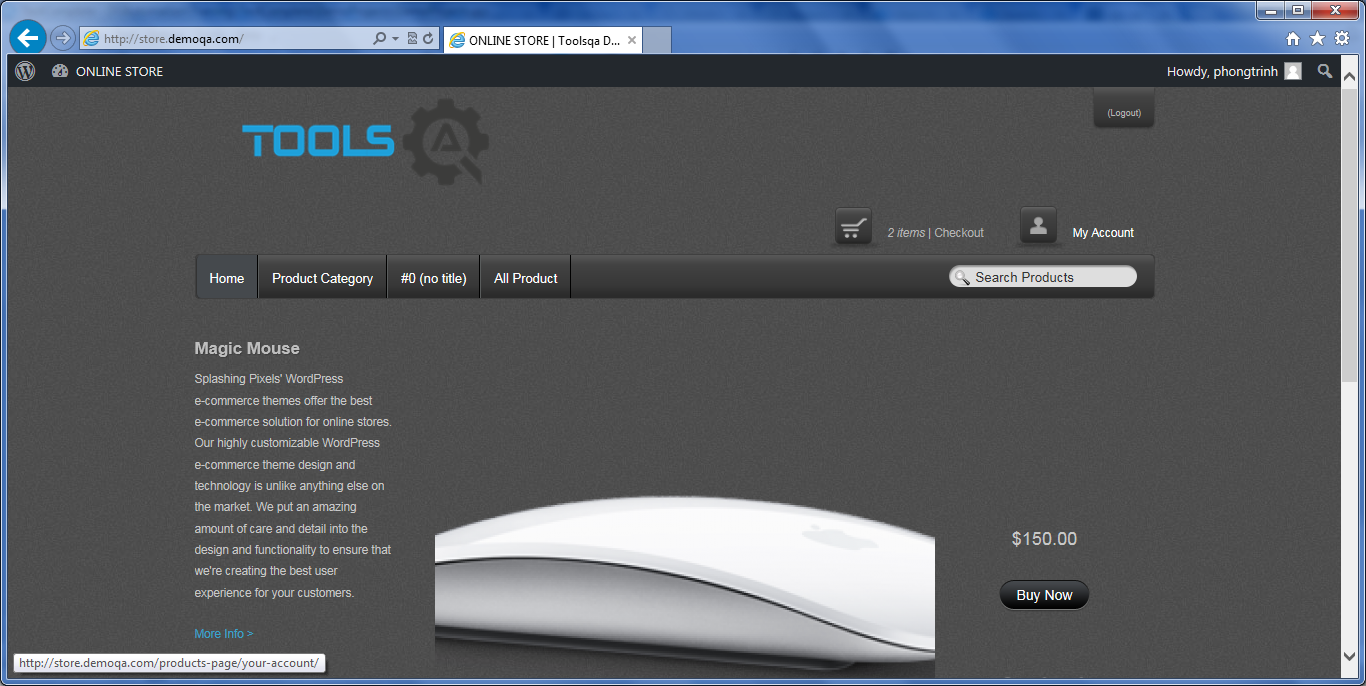 http://store.demoqa.com/
ONLINE STORE | Toolsqa D...
ONLINE STORE
Howdy, phongtrinh
(Logout)
TOOLS
2 items | Checkout
My Account
Home
Product Category
#0 (no title)
All Product
Search Products
Magic Mouse
Splashing Pixels' WordPress
e-commerce themes offer the best
e-commerce solution for online stores.
Our highly customizable WordPress
e-commerce theme design and
technology is unlike anything else on
the market. We put an amazing
amount of care and detail into the
design and functionality to ensure that
we're creating the best user
experience for your customers.
More Info >
$150.00
Buy Now
http://store.demoqa.com/products-page/your-account/